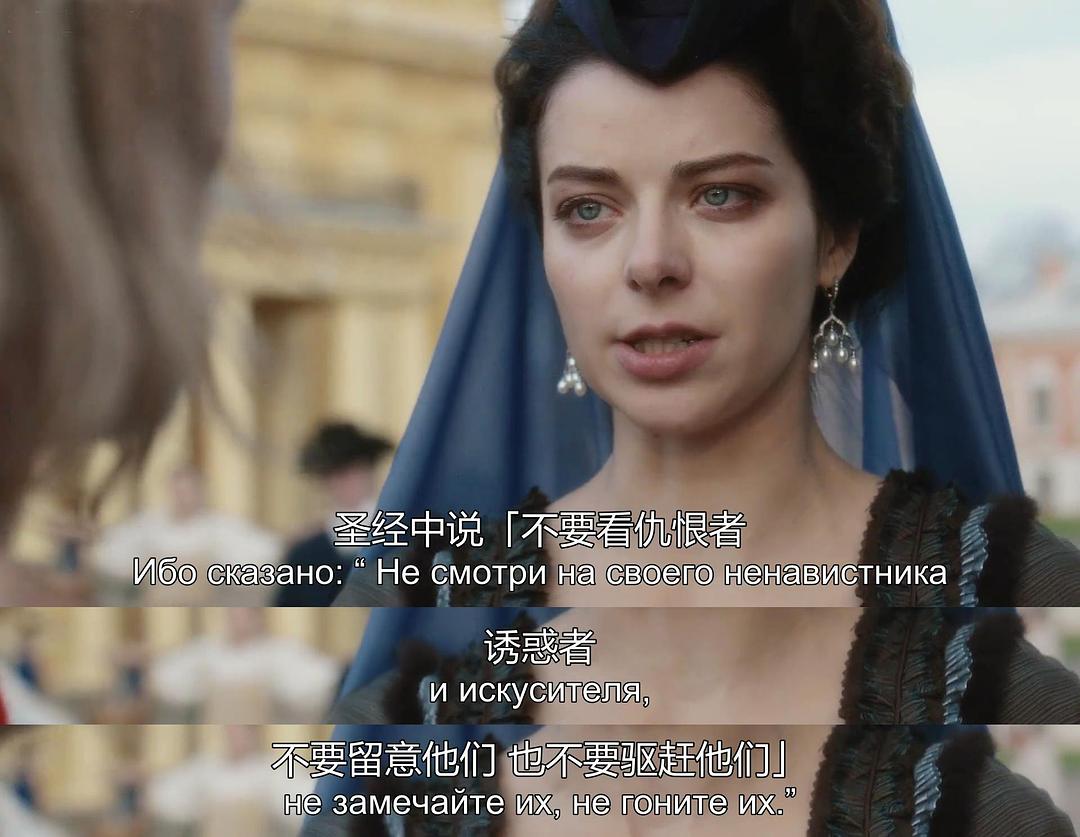 圣经中说「不要看仇恨者
Ибо сказано: “ Не смотри на своего ненавистника
诱惑者
и искусителя,
不要留意他们 也不要驱赶他们」
не замечайте их, не гоните их.”